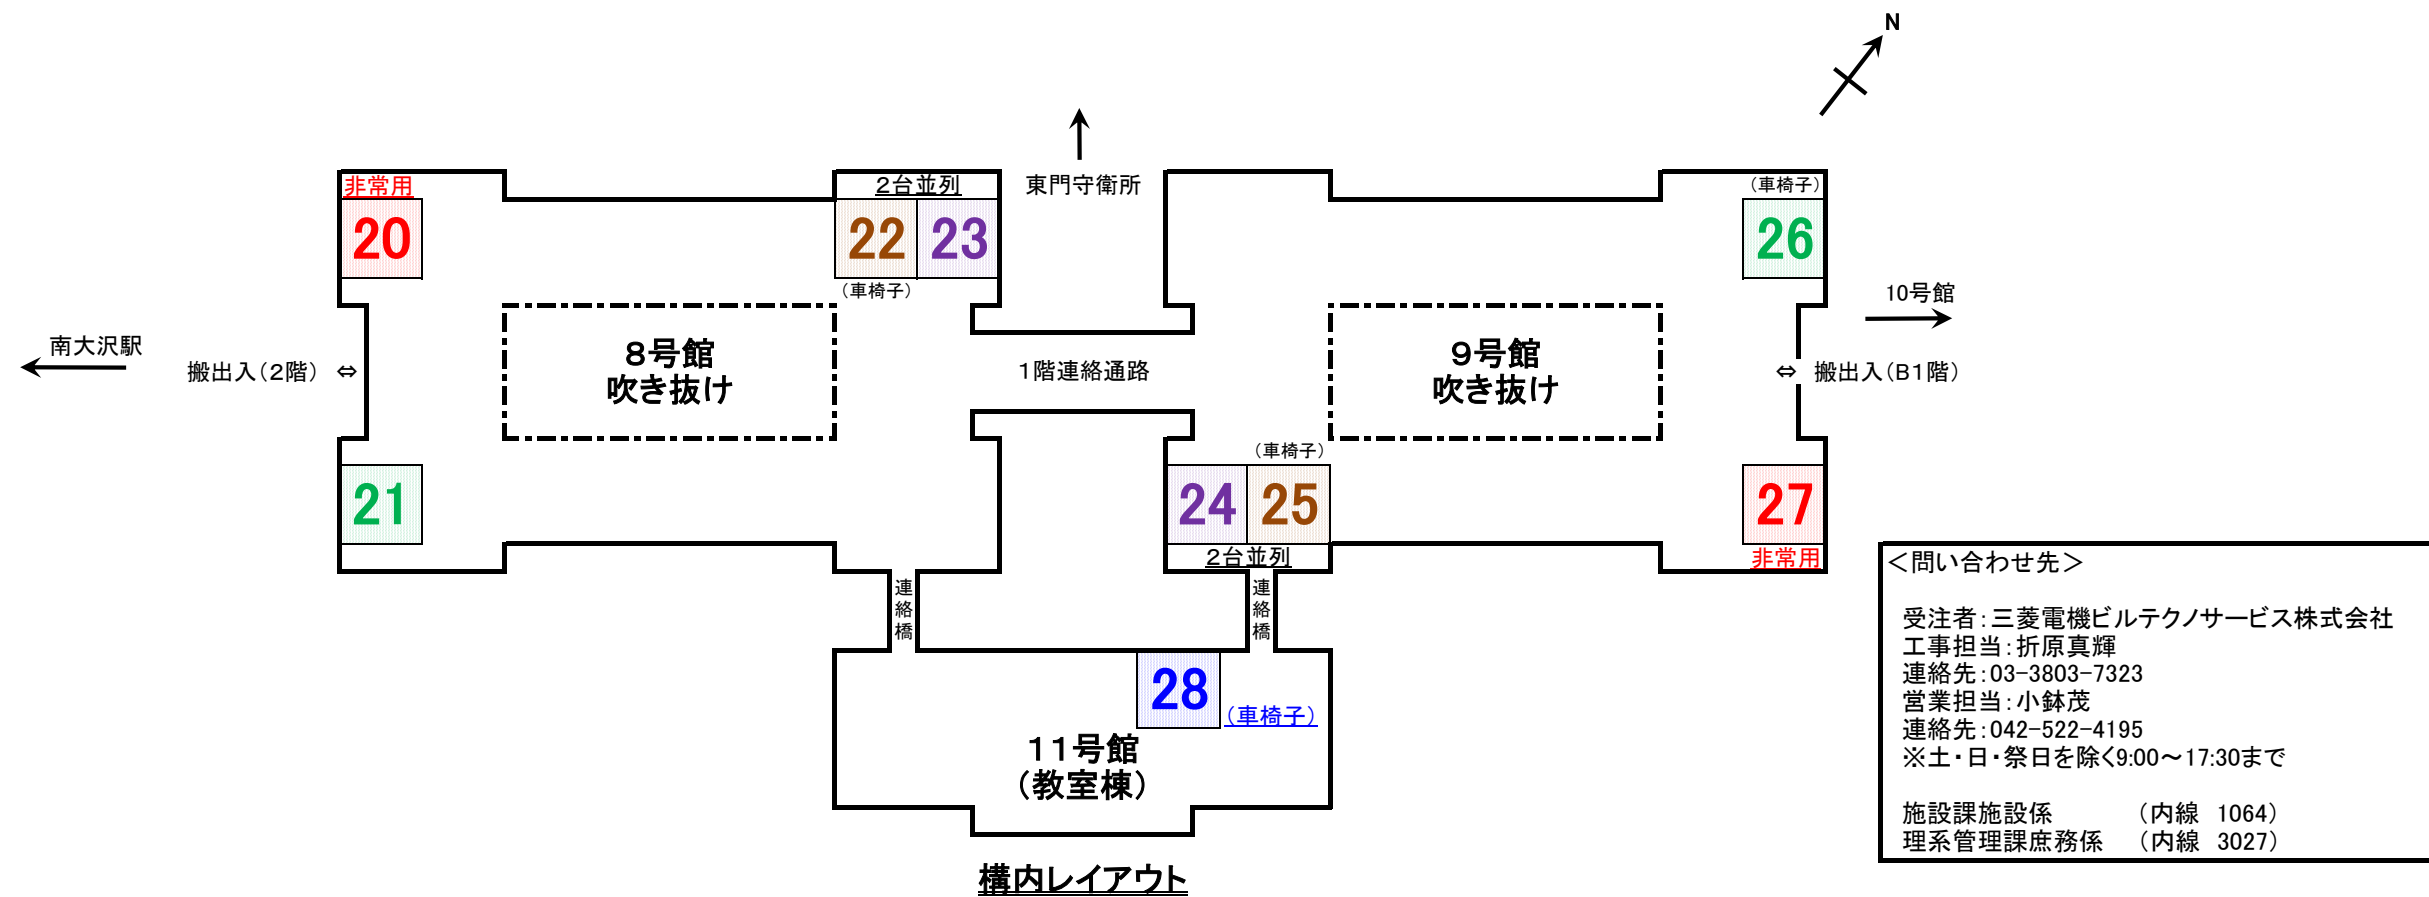 N
東門守衛所
非常用
20
2台並列
22
23
(車椅子)
(車椅子)
26
10号館
南大沢駅
搬出入(2階) ⇔
8号館
吹き抜け
1階連絡通路
9号館
吹き抜け
⇔ 搬出入(B1階)
21
(車椅子)
24
25
2台並列
27
非常用
連絡橋
連絡橋
28
(車椅子)
11号館
(教室棟)
構内レイアウト
<問い合わせ先>
受注者:三菱電機ビルテクノサービス株式会社
工事担当:折原真輝
連絡先:03-3803-7323
営業担当:小鉢茂
連絡先:042-522-4195
※土・日・祭日を除く9:00~17:30まで
施設課施設係 (内線 1064)
理系管理課庶務係 (内線 3027)